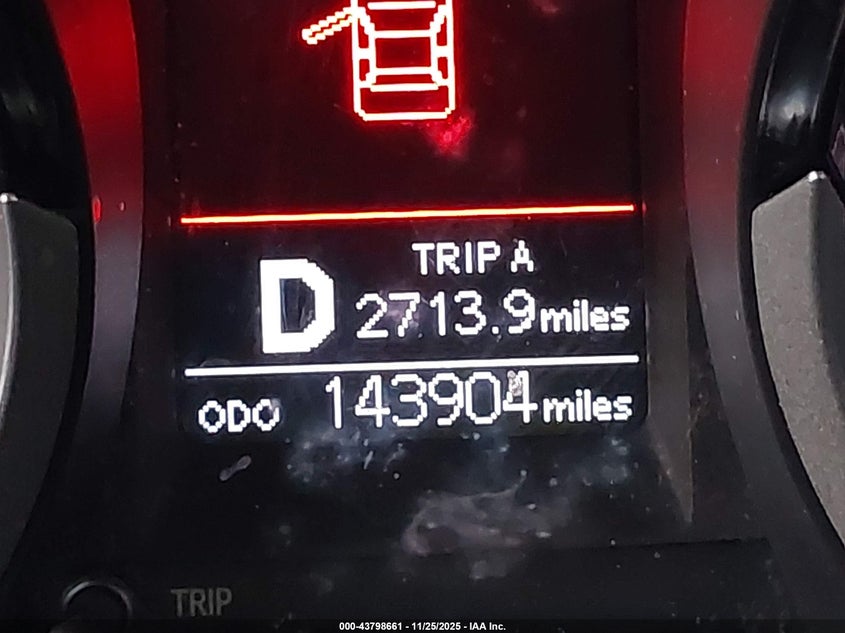 TRIP A
D 2713.9 miles
ODO 143904 miles
TRIP
000-43798661 - 11/25/2025 - IAA Inc.